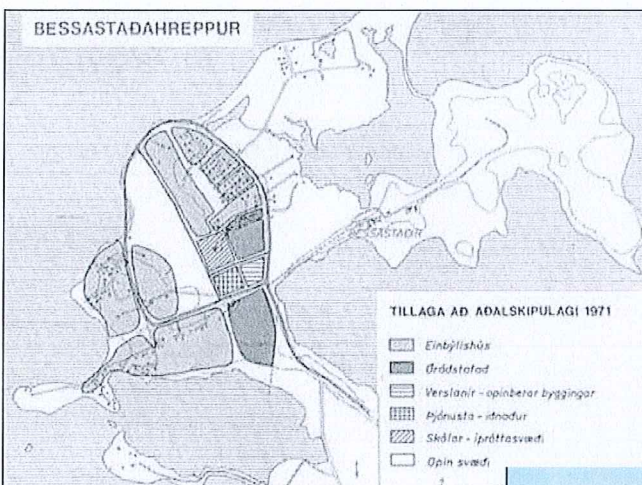 BESSASTAÐAHREPPUR
BESSASTAÐIR
TILLAGA AÐ AÐALSKIPULAGI 1971
Einbýlishús
Óráðstafað
Verslanir - opinberar byggingar
Þjónusta - iðnaður
Skólar - íþróttasvæði
Opin svæði